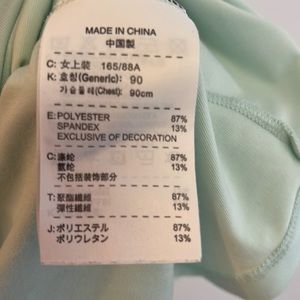 MADE IN CHINA
中国製
C: 女上裝 165/88A
K: 호칭(Generic): 90
가슴둘레(Chest): 90cm
E: POLYESTER 87%
SPANDEX 13%
EXCLUSIVE OF DECORATION
C: 涤纶 87%
氨纶 13%
不包括装饰部分
T: 聚酯纖維 87%
彈性纖維 13%
J: ポリエステル 87%
ポリウレタン 13%